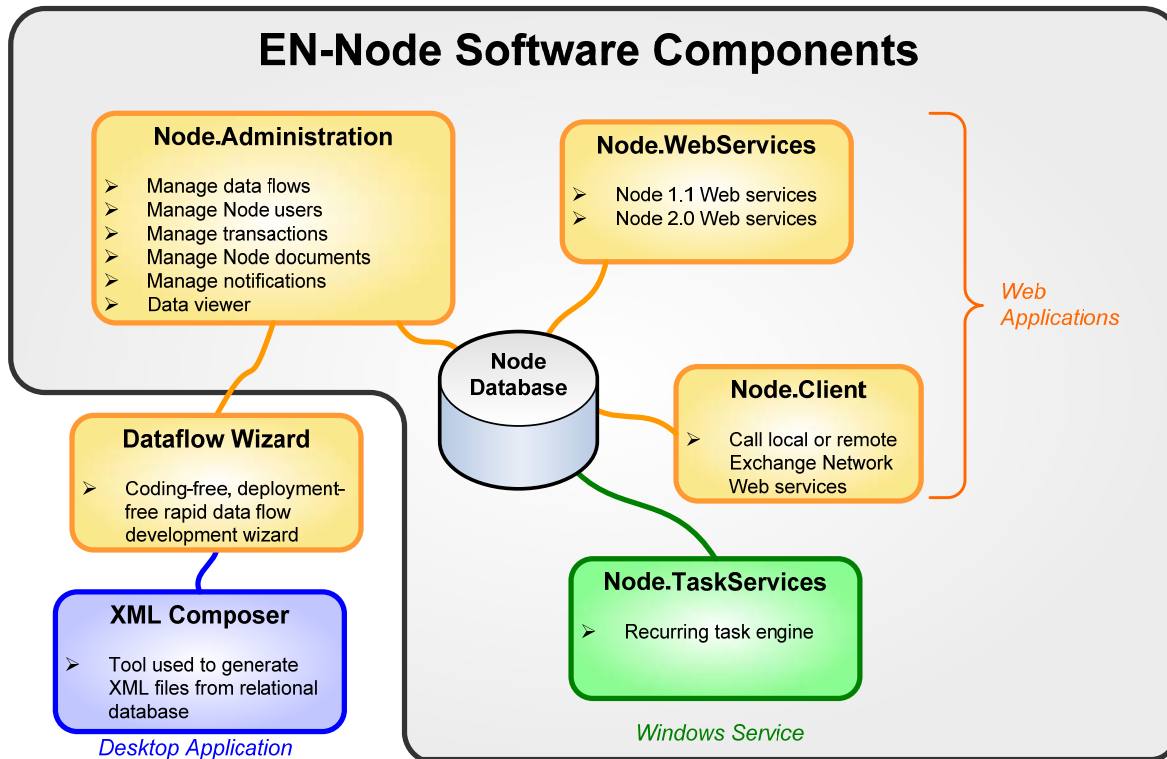 EN-Node Software Components
Node.Administration
➢ Manage data flows
➢ Manage Node users
➢ Manage transactions
➢ Manage Node documents
➢ Manage notifications
➢ Data viewer
Node.WebServices
➢ Node 1.1 Web services
➢ Node 2.0 Web services
Web
Applications
Node
Database
Node.Client
➢ Call local or remote
Exchange Network
Web services
Dataflow Wizard
➢ Coding-free, deployment-
free rapid data flow
development wizard
Node.TaskServices
➢ Recurring task engine
Windows Service
XML Composer
➢ Tool used to generate
XML files from relational
database
Desktop Application